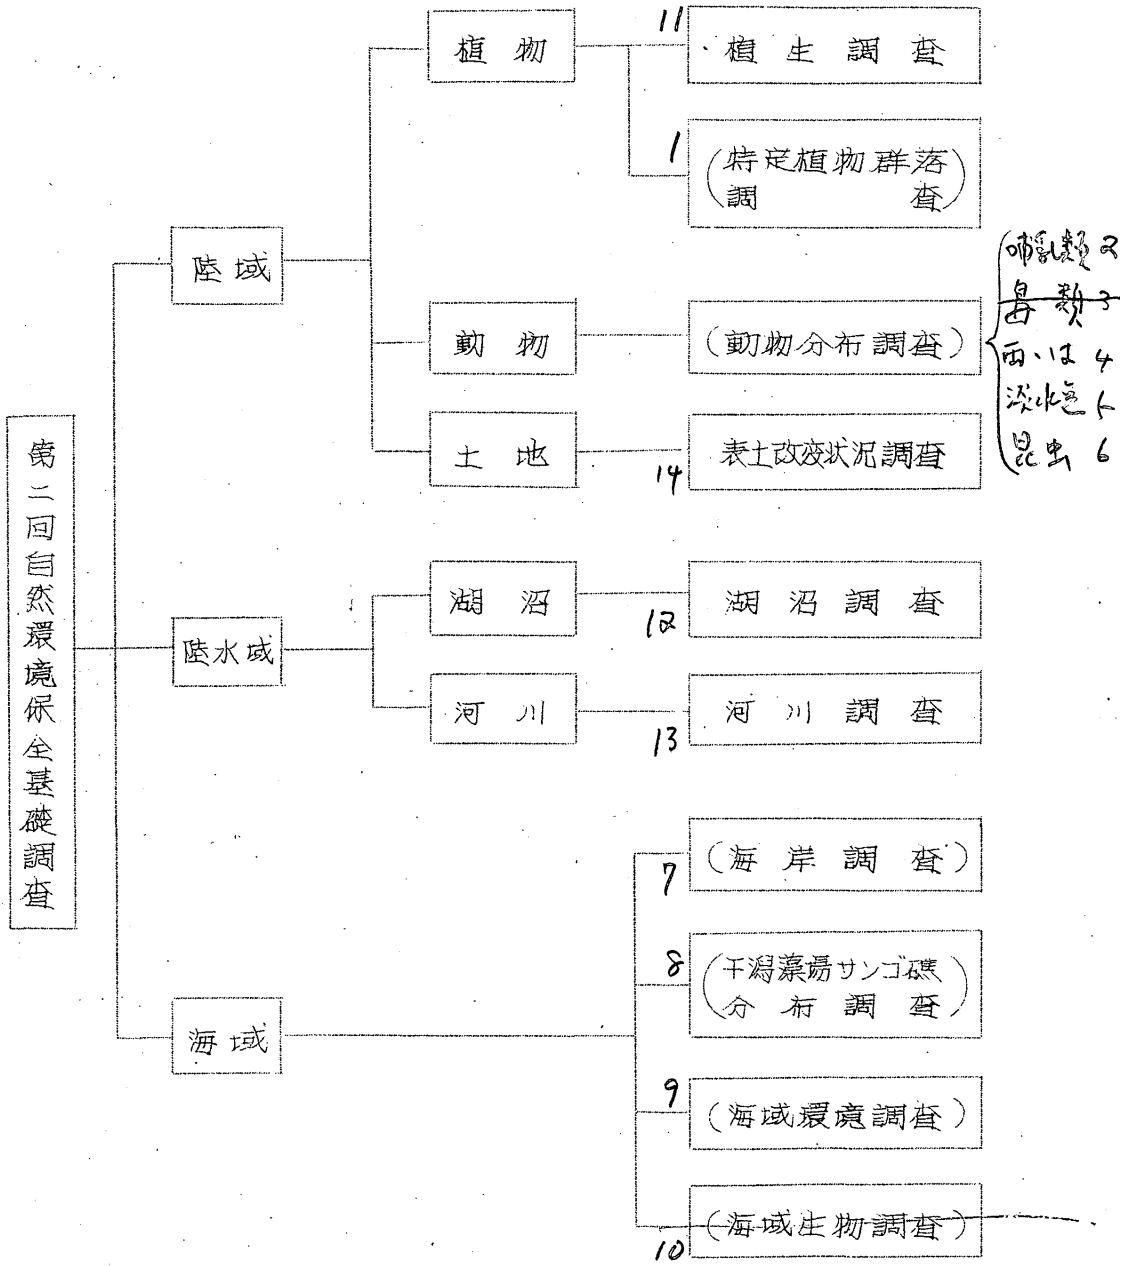 第二回自然環境保全基礎調査
陸域
植物
11
植生調査
1
(特定植物群落
調査)
動物
(動物分布調査)
哺乳類 2
鳥類 3
両・は 4
淡水魚 5
昆虫 6
土地
14
表土改変状況調査
陸水域
湖沼
12
湖沼調査
河川
13
河川調査
海域
7
(海岸調査)
8
(干潟藻場サンゴ礁
分布調査)
9
(海域環境調査)
10
(海域生物調査)